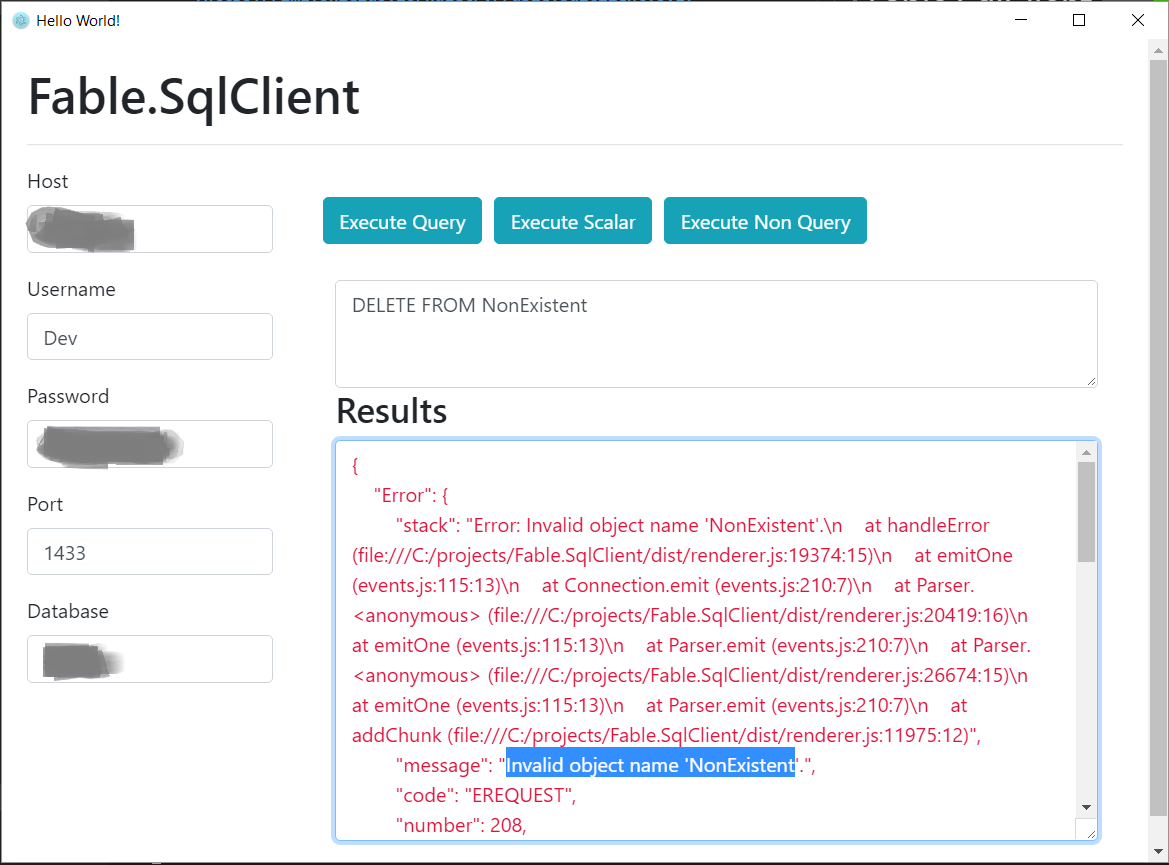 Hello World!
Fable.SqlClient
Host
Username
Dev
Password
Port
1433
Database
Execute Query
Execute Scalar
Execute Non Query
DELETE FROM NonExistent
Results
{
"Error": {
"stack": "Error: Invalid object name 'NonExistent'.\n    at handleError
(file:///C:/projects/Fable.SqlClient/dist/renderer.js:19374:15)\n    at emitOne
(events.js:115:13)\n    at Connection.emit (events.js:210:7)\n    at Parser.
<anonymous> (file:///C:/projects/Fable.SqlClient/dist/renderer.js:20419:16)\n
at emitOne (events.js:115:13)\n    at Parser.emit (events.js:210:7)\n    at Parser.
<anonymous> (file:///C:/projects/Fable.SqlClient/dist/renderer.js:26674:15)\n
at emitOne (events.js:115:13)\n    at Parser.emit (events.js:210:7)\n    at
addChunk (file:///C:/projects/Fable.SqlClient/dist/renderer.js:11975:12)",
"message": "Invalid object name 'NonExistent'.",
"code": "EREQUEST",
"number": 208,